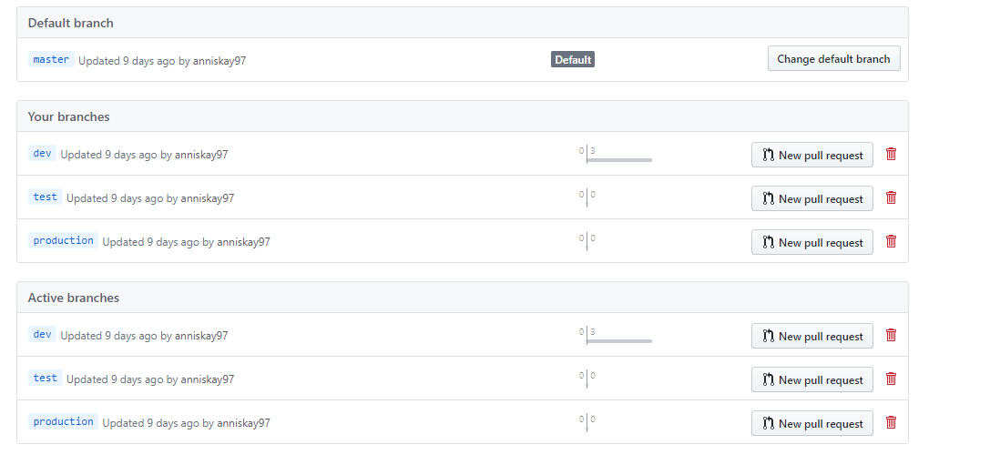 Default branch
master Updated 9 days ago by anniskay97 Default Change default branch
Your branches
dev Updated 9 days ago by anniskay97 0 3 New pull request
test Updated 9 days ago by anniskay97 0 0 New pull request
production Updated 9 days ago by anniskay97 0 0 New pull request
Active branches
dev Updated 9 days ago by anniskay97 0 3 New pull request
test Updated 9 days ago by anniskay97 0 0 New pull request
production Updated 9 days ago by anniskay97 0 0 New pull request